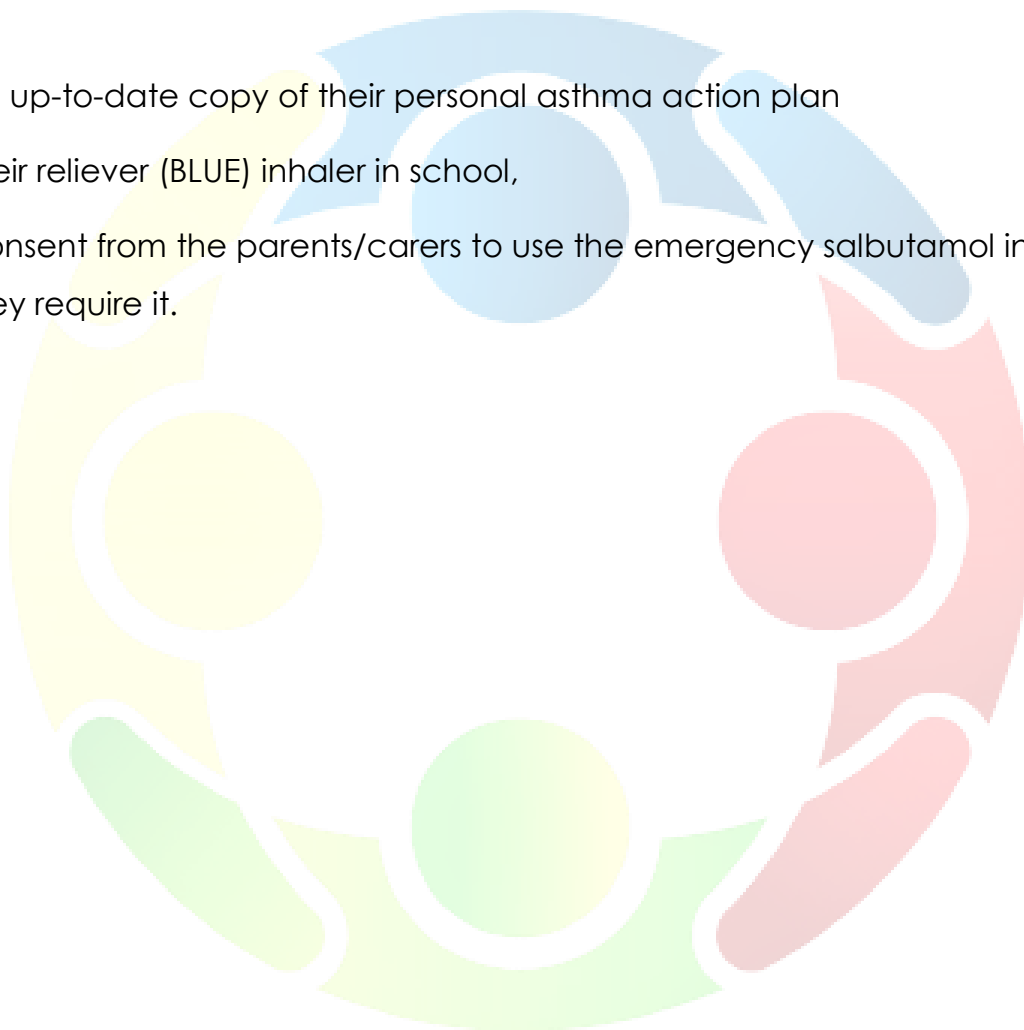 up-to-date copy of their personal asthma action plan
eir reliever (BLUE) inhaler in school,
onsent from the parents/carers to use the emergency salbutamol in
ey require it.